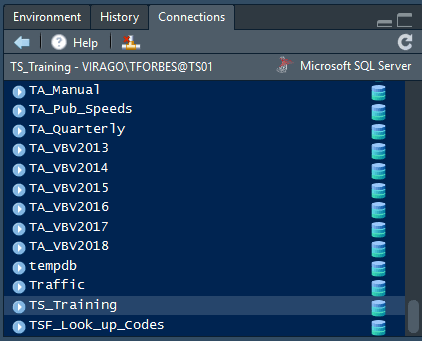 Environment History Connections
Help
TS_Training - VIRAGO\TFORBES@TS01 Microsoft SQL Server
TA_Manual
TA_Pub_Speeds
TA_Quarterly
TA_VBV2013
TA_VBV2014
TA_VBV2015
TA_VBV2016
TA_VBV2017
TA_VBV2018
tempdb
Traffic
TS_Training
TSF_Look_up_Codes